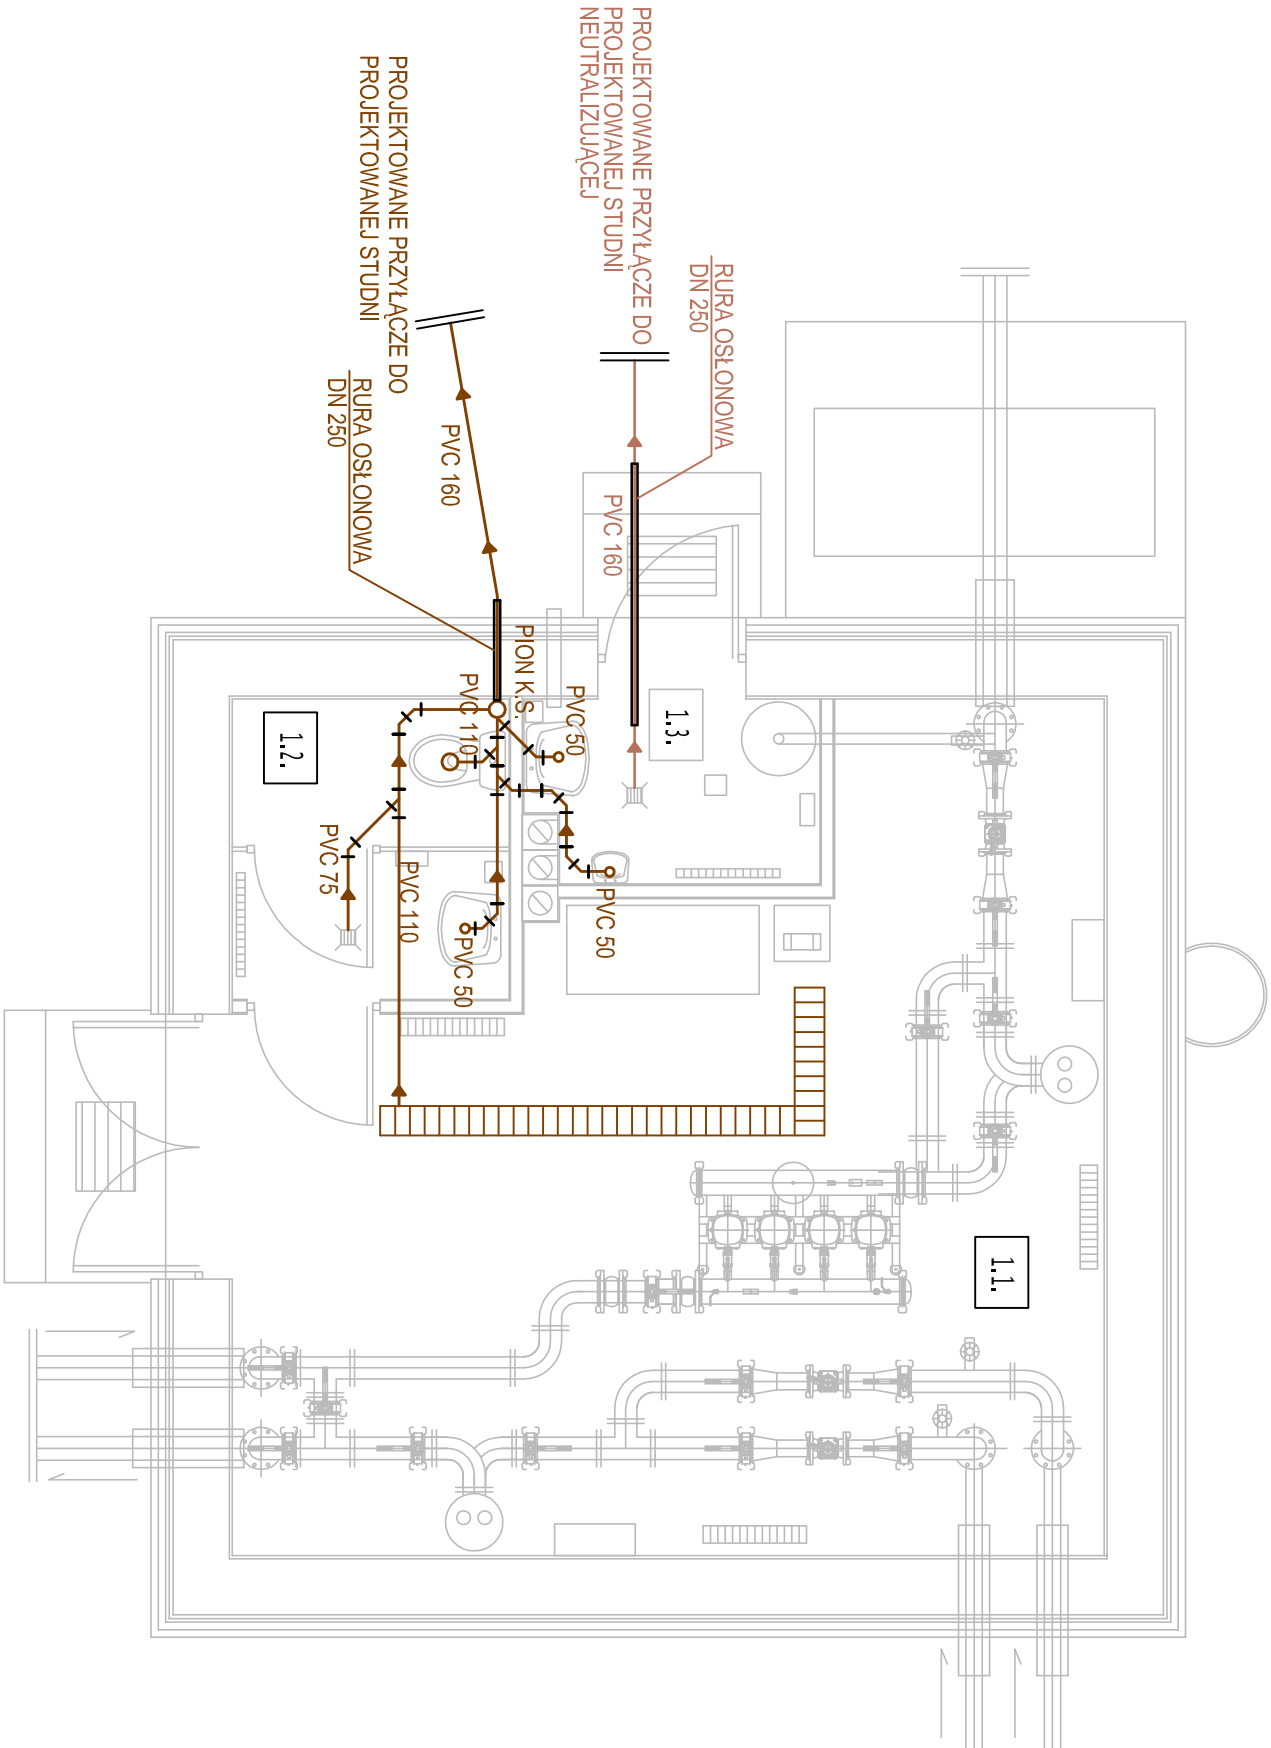 PROJEKTOWANE PRZYŁĄCZE DO
PROJEKTOWANEJ STUDNI
NEUTRALIZUJĄCEJ
RURA OSŁONOWA
DN 250
PROJEKTOWANE PRZYŁĄCZE DO
PROJEKTOWANEJ STUDNI
RURA OSŁONOWA
DN 250
PVC 160
PVC 160
PION K.S.
PVC 110
PVC 50
1.3.
1.2.
PVC 75
PVC 110
PVC 50
PVC 50
1.1.